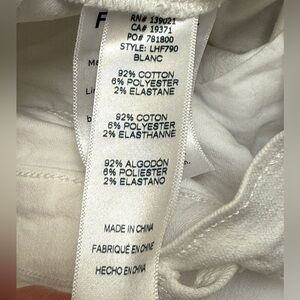 F
RN# 139021
CA# 19371
PO# 781800
STYLE: LHF790
BLANC
92% COTTON
6% POLYESTER
2% ELASTANE
92% COTON
6% POLYESTER
2% ELASTHANNE
92% ALGODÓN
6% POLIESTER
2% ELASTANO
MADE IN CHINA
FABRIQUÉ EN CHINE
HECHO EN CHINA